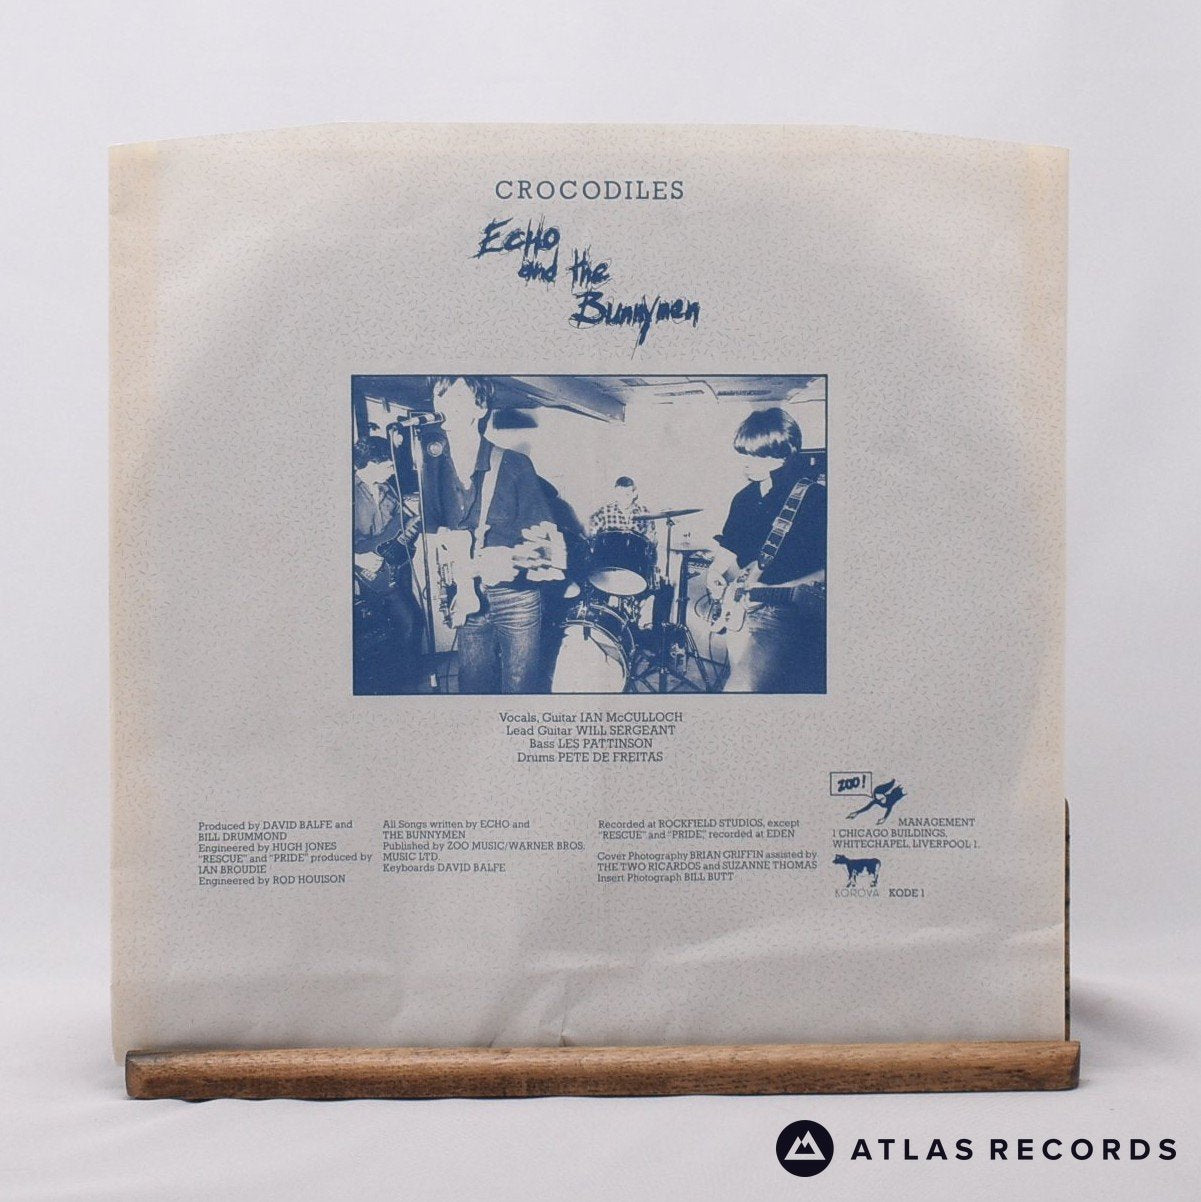 CROCODILES
Echo
and the
Bunnymen
Vocals, Guitar IAN McCULLOCH
Lead Guitar WILL SERGEANT
Bass LES PATTINSON
Drums PETE DE FREITAS
Produced by DAVID BALFE and
BILL DRUMMOND
Engineered by HUGH JONES
"RESCUE" and "PRIDE" produced by
IAN BROUDIE
Engineered by ROD HOUISON
All Songs written by ECHO and
THE BUNNYMEN
Published by ZOO MUSIC/WARNER BROS.
MUSIC LTD.
Keyboards DAVID BALFE
Recorded at ROCKFIELD STUDIOS, except
"RESCUE" and "PRIDE", recorded at EDEN
Cover Photography BRIAN GRIFFIN assisted by
THE TWO RICARDOS and SUZANNE THOMAS
Insert Photograph BILL BUTT
ZOO!
MANAGEMENT
1 CHICAGO BUILDINGS,
WHITECHAPEL, LIVERPOOL 1.
KOROVA KODE 1
ATLAS RECORDS